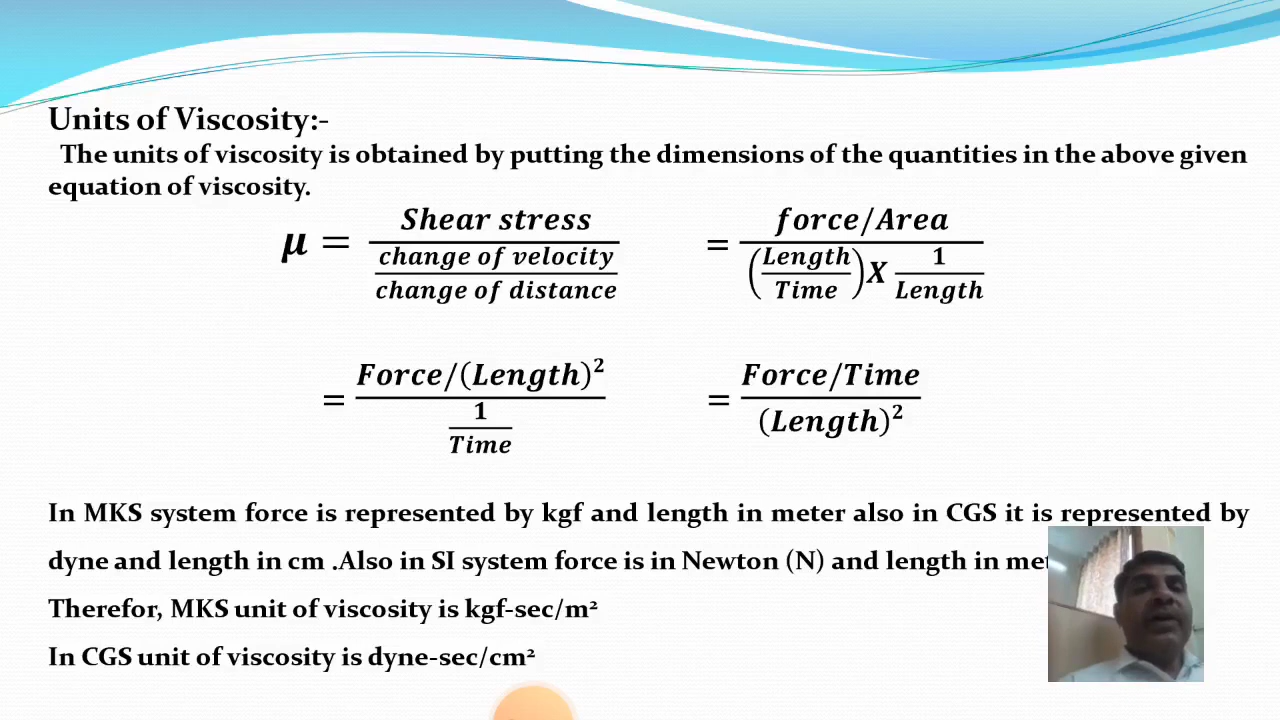 Units of Viscosity:-
The units of viscosity is obtained by putting the dimensions of the quantities in the above given
equation of viscosity.
μ = Shear stress / (change of velocity / change of distance) = force/Area / ((Length / Time) X 1 / Length)
= Force/(Length)² / (1 / Time) = Force/Time / (Length)²
In MKS system force is represented by kgf and length in meter also in CGS it is represented by
dyne and length in cm .Also in SI system force is in Newton (N) and length in
Therefor, MKS unit of viscosity is kgf-sec/m²
In CGS unit of viscosity is dyne-sec/cm²